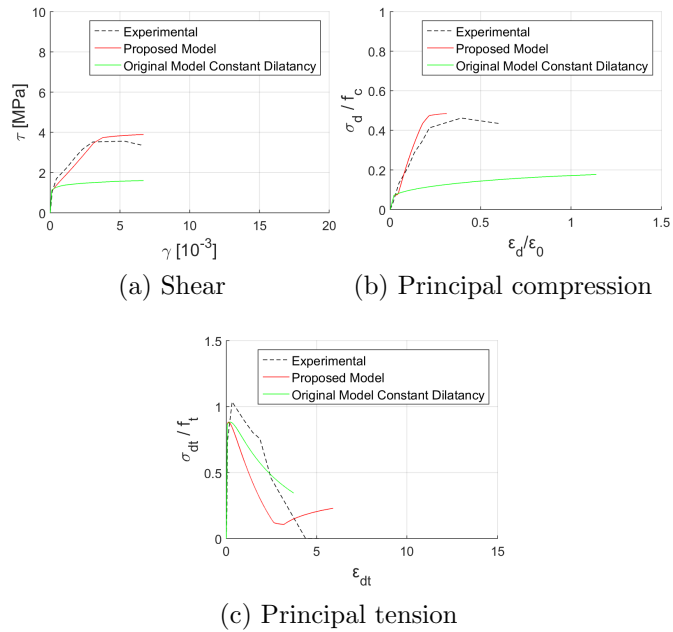 Experimental
Proposed Model
Original Model Constant Dilatancy
τ [MPa]
10
8
6
4
2
0
0 5 10 15 20
γ [10⁻³]
(a) Shear
Experimental
Proposed Model
Original Model Constant Dilatancy
σd / fc
1
0.8
0.6
0.4
0.2
0
0 0.5 1 1.5
εd/ε0
(b) Principal compression
Experimental
Proposed Model
Original Model Constant Dilatancy
σdt / ft
1.5
1
0.5
0
0 5 10 15
εdt
(c) Principal tension